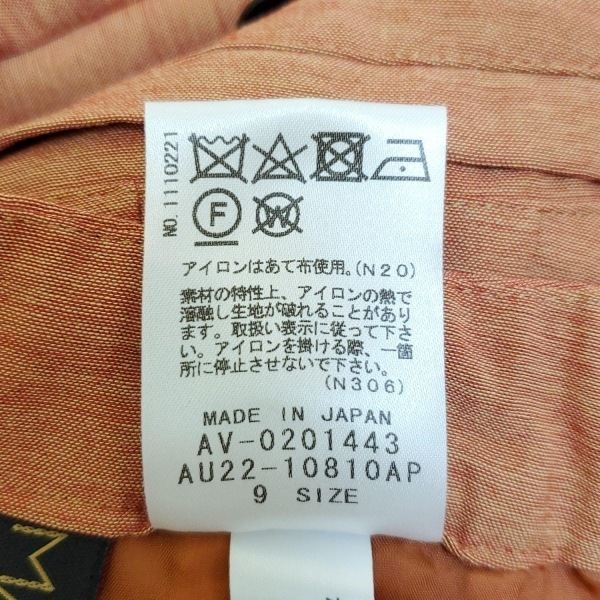 NO.11110221
F
W
アイロンはあて布使用。(N20)
素材の特性上、アイロンの熱で
溶融し生地が破れることがあり
ます。取扱い表示に従って下さ
い。アイロンを掛ける際、一箇
所に停止させないで下さい。
(N306)
MADE IN JAPAN
AV-0201443
AU22-10810AP
9 SIZE